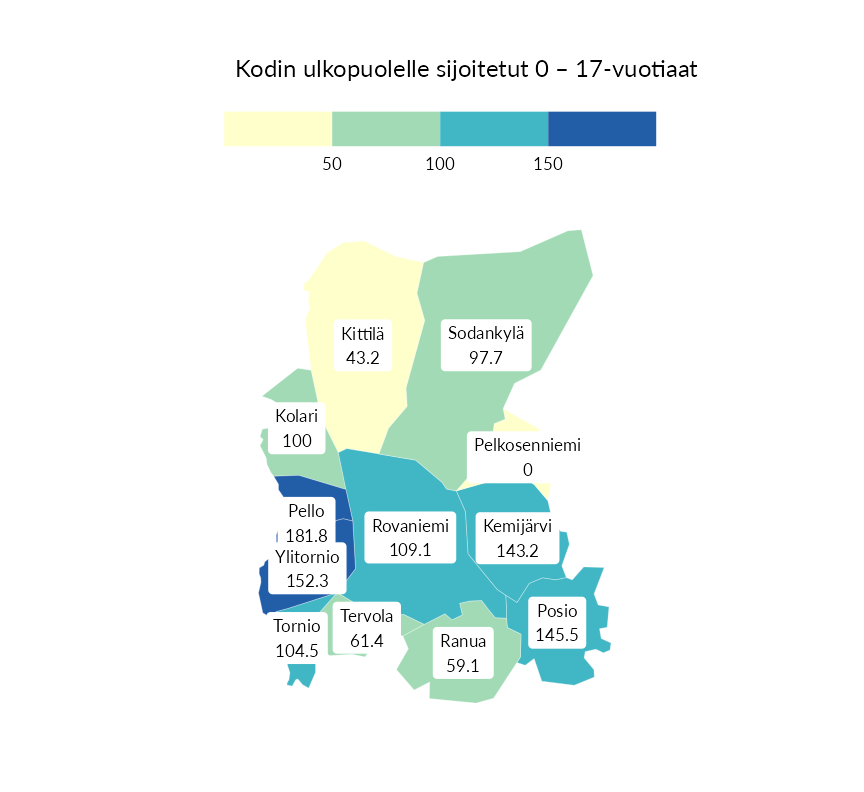 Kodin ulkopuolelle sijoitetut 0 – 17-vuotiaat
50 100 150
Kittilä
43.2
Sodankylä
97.7
Kolari
100
Pelkosenniemi
0
Pello
181.8
Rovaniemi
109.1
Kemijärvi
143.2
Ylitornio
152.3
Tornio
104.5
Tervola
61.4
Ranua
59.1
Posio
145.5